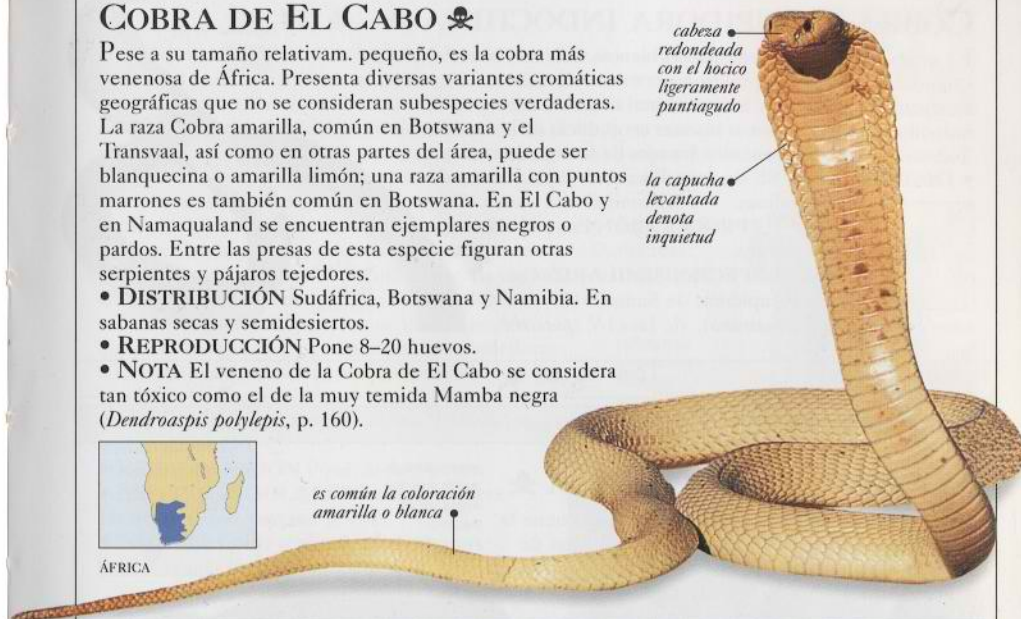 COBRA DE EL CABO ☠
Pese a su tamaño relativam. pequeño, es la cobra más
venenosa de África. Presenta diversas variantes cromáticas
geográficas que no se consideran subespecies verdaderas.
La raza Cobra amarilla, común en Botswana y el
Transvaal, así como en otras partes del área, puede ser
blanquecina o amarilla limón; una raza amarilla con puntos
marrones es también común en Botswana. En El Cabo y
en Namaqualand se encuentran ejemplares negros o
pardos. Entre las presas de esta especie figuran otras
serpientes y pájaros tejedores.
• DISTRIBUCIÓN Sudáfrica, Botswana y Namibia. En
sabanas secas y semidesiertos.
• REPRODUCCIÓN Pone 8–20 huevos.
• NOTA El veneno de la Cobra de El Cabo se considera
tan tóxico como el de la muy temida Mamba negra
(Dendroaspis polylepis, p. 160).
cabeza
redondeada
con el hocico
ligeramente
puntiagudo
la capucha
levantada
denota
inquietud
es común la coloración
amarilla o blanca
ÁFRICA